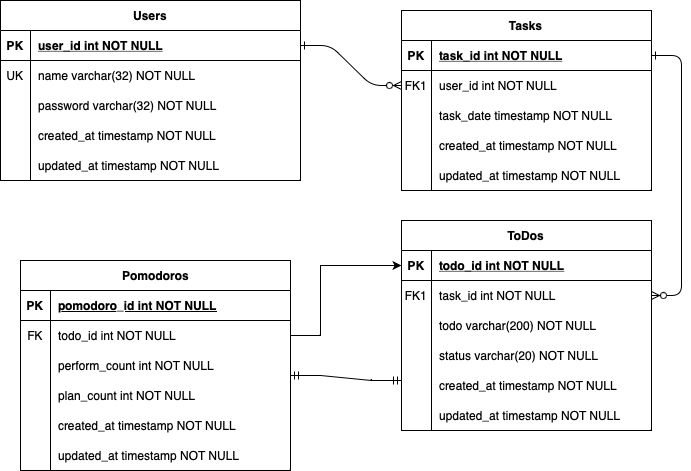 Users
PK user_id int NOT NULL
UK name varchar(32) NOT NULL
password varchar(32) NOT NULL
created_at timestamp NOT NULL
updated_at timestamp NOT NULL
Tasks
PK task_id int NOT NULL
FK1 user_id int NOT NULL
task_date timestamp NOT NULL
created_at timestamp NOT NULL
updated_at timestamp NOT NULL
Pomodoros
PK pomodoro_id int NOT NULL
FK todo_id int NOT NULL
perform_count int NOT NULL
plan_count int NOT NULL
created_at timestamp NOT NULL
updated_at timestamp NOT NULL
ToDos
PK todo_id int NOT NULL
FK1 task_id int NOT NULL
todo varchar(200) NOT NULL
status varchar(20) NOT NULL
created_at timestamp NOT NULL
updated_at timestamp NOT NULL